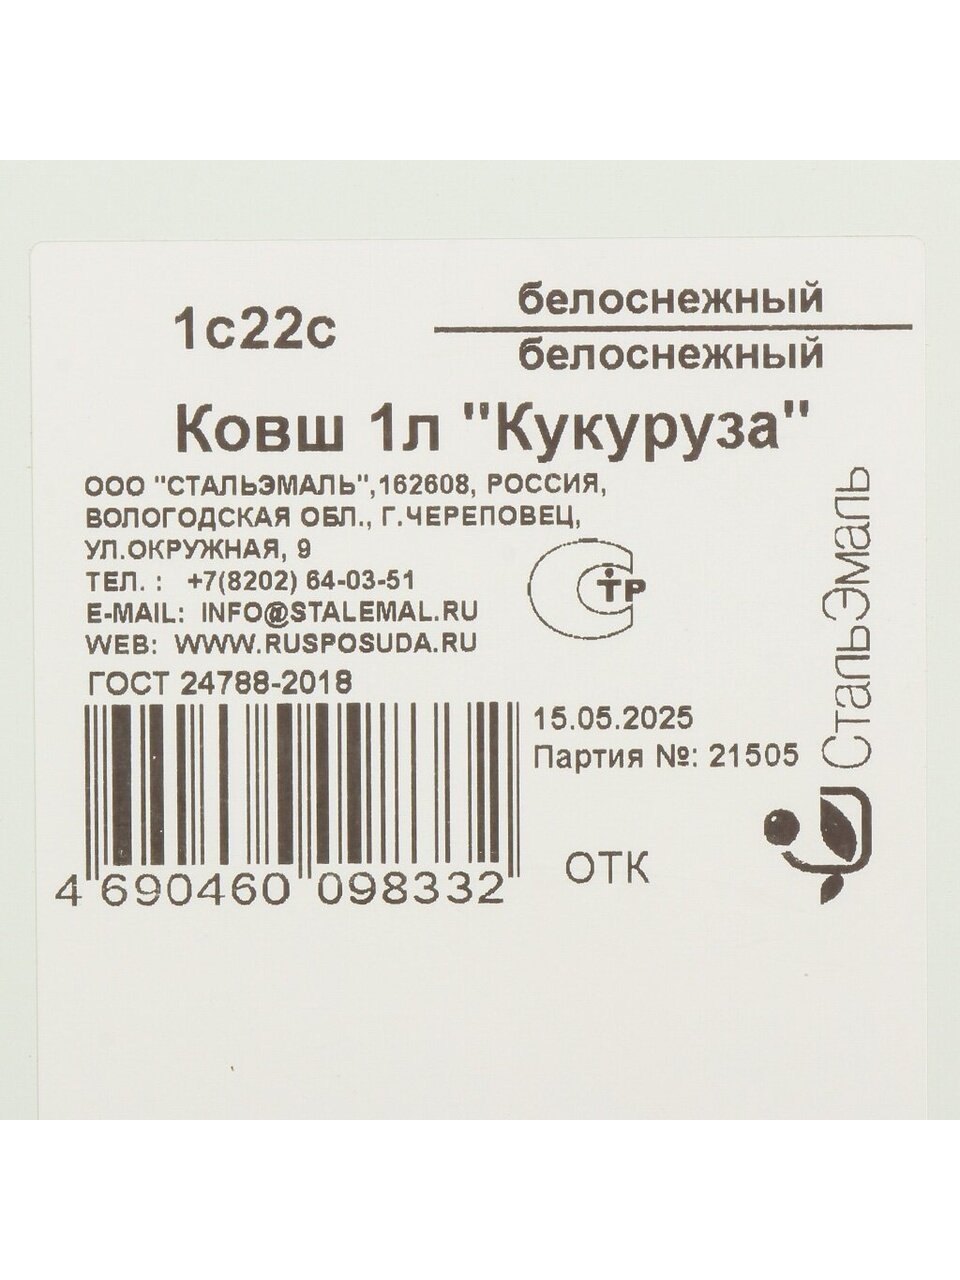 1с22с
белоснежный
белоснежный
Ковш 1л "Кукуруза"
ООО "СТАЛЬЭМАЛЬ",162608, РОССИЯ,
ВОЛОГОДСКАЯ ОБЛ., Г.ЧЕРЕПОВЕЦ,
УЛ.ОКРУЖНАЯ, 9
ТЕЛ. : +7(8202) 64-03-51
E-MAIL: INFO@STALEMAL.RU
WEB: WWW.RUSPOSUDA.RU
ГОСТ 24788-2018
СТР
СтальЭмаль
15.05.2025
Партия №: 21505
ОТК
4 690460 098332